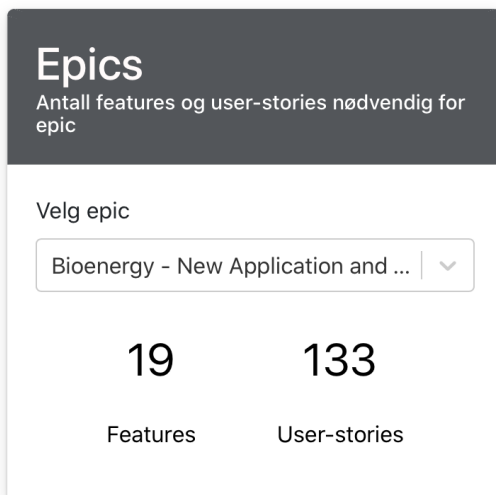 Epics
Antall features og user-stories nødvendig for
epic
Velg epic
Bioenergy - New Application and ...
19 133
Features User-stories